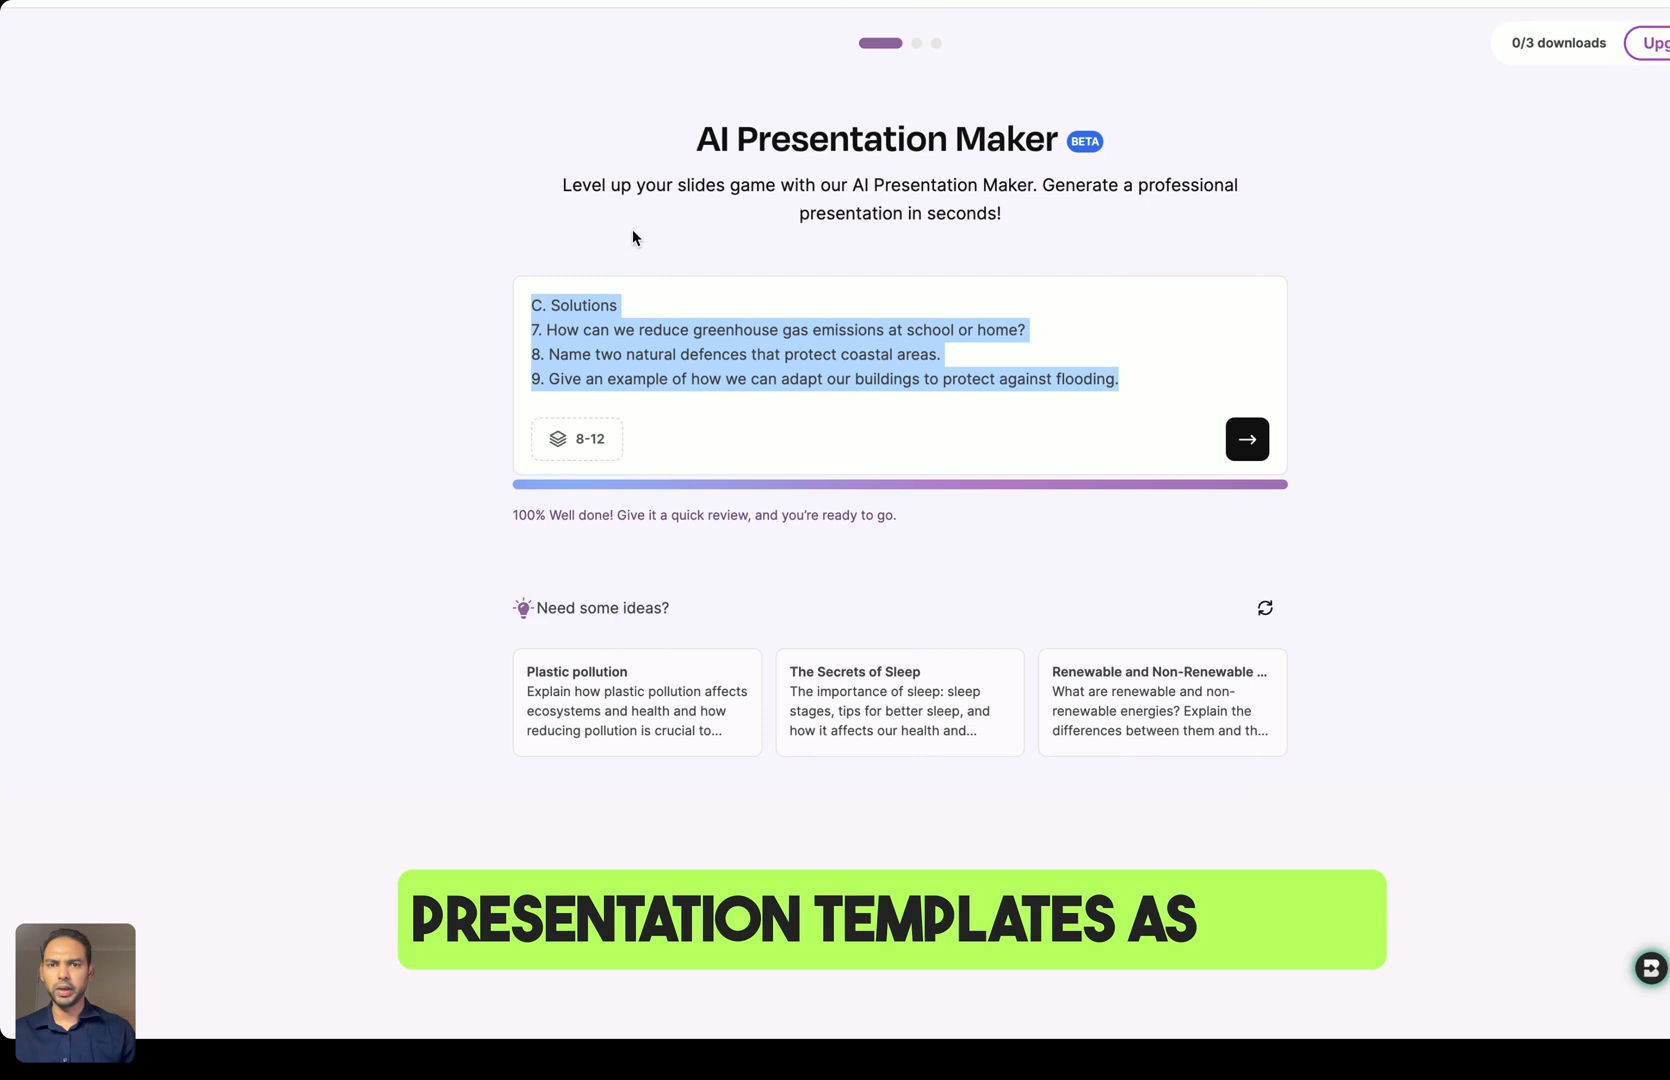 0/3 downloads
AI Presentation Maker BETA
Level up your slides game with our AI Presentation Maker. Generate a professional
presentation in seconds!
C. Solutions
7. How can we reduce greenhouse gas emissions at school or home?
8. Name two natural defences that protect coastal areas.
9. Give an example of how we can adapt our buildings to protect against flooding.
8-12
100% Well done! Give it a quick review, and you're ready to go.
Need some ideas?
Plastic pollution
Explain how plastic pollution affects
ecosystems and health and how
reducing pollution is crucial to...
The Secrets of Sleep
The importance of sleep: sleep
stages, tips for better sleep, and
how it affects our health and...
Renewable and Non-Renewable ...
What are renewable and non-
renewable energies? Explain the
differences between them and th...
PRESENTATION TEMPLATES AS